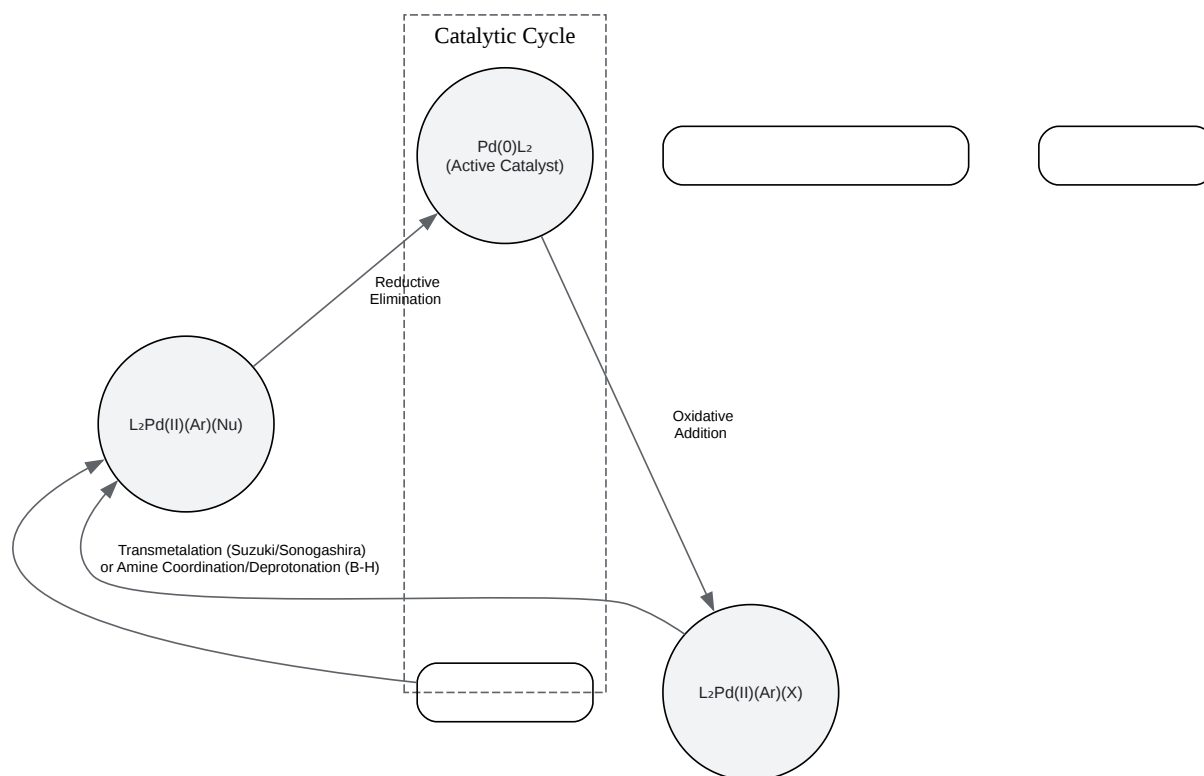 Catalytic Cycle
Pd(0)L₂
(Active Catalyst)
Reductive
Elimination
Oxidative
Addition
L₂Pd(II)(Ar)(Nu)
Transmetalation (Suzuki/Sonogashira)
or Amine Coordination/Deprotonation (B-H)
L₂Pd(II)(Ar)(X)